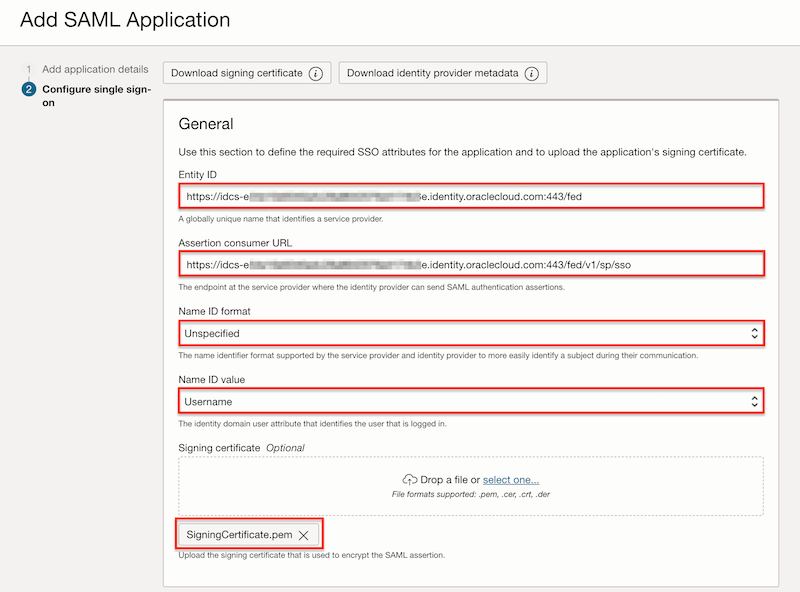 Add SAML Application
1 Add application details
2 Configure single sign-on
Download signing certificate i
Download identity provider metadata i
General
Use this section to define the required SSO attributes for the application and to upload the application's signing certificate.
Entity ID
https://idcs-e e.identity.oraclecloud.com:443/fed
A globally unique name that identifies a service provider.
Assertion consumer URL
https://idcs-e e.identity.oraclecloud.com:443/fed/v1/sp/sso
The endpoint at the service provider where the identity provider can send SAML authentication assertions.
Name ID format
Unspecified
The name identifier format supported by the service provider and identity provider to more easily identify a subject during their communication.
Name ID value
Username
The identity domain user attribute that identifies the user that is logged in.
Signing certificate Optional
Drop a file or select one...
File formats supported: .pem, .cer, .crt, .der
SigningCertificate.pem
Upload the signing certificate that is used to encrypt the SAML assertion.